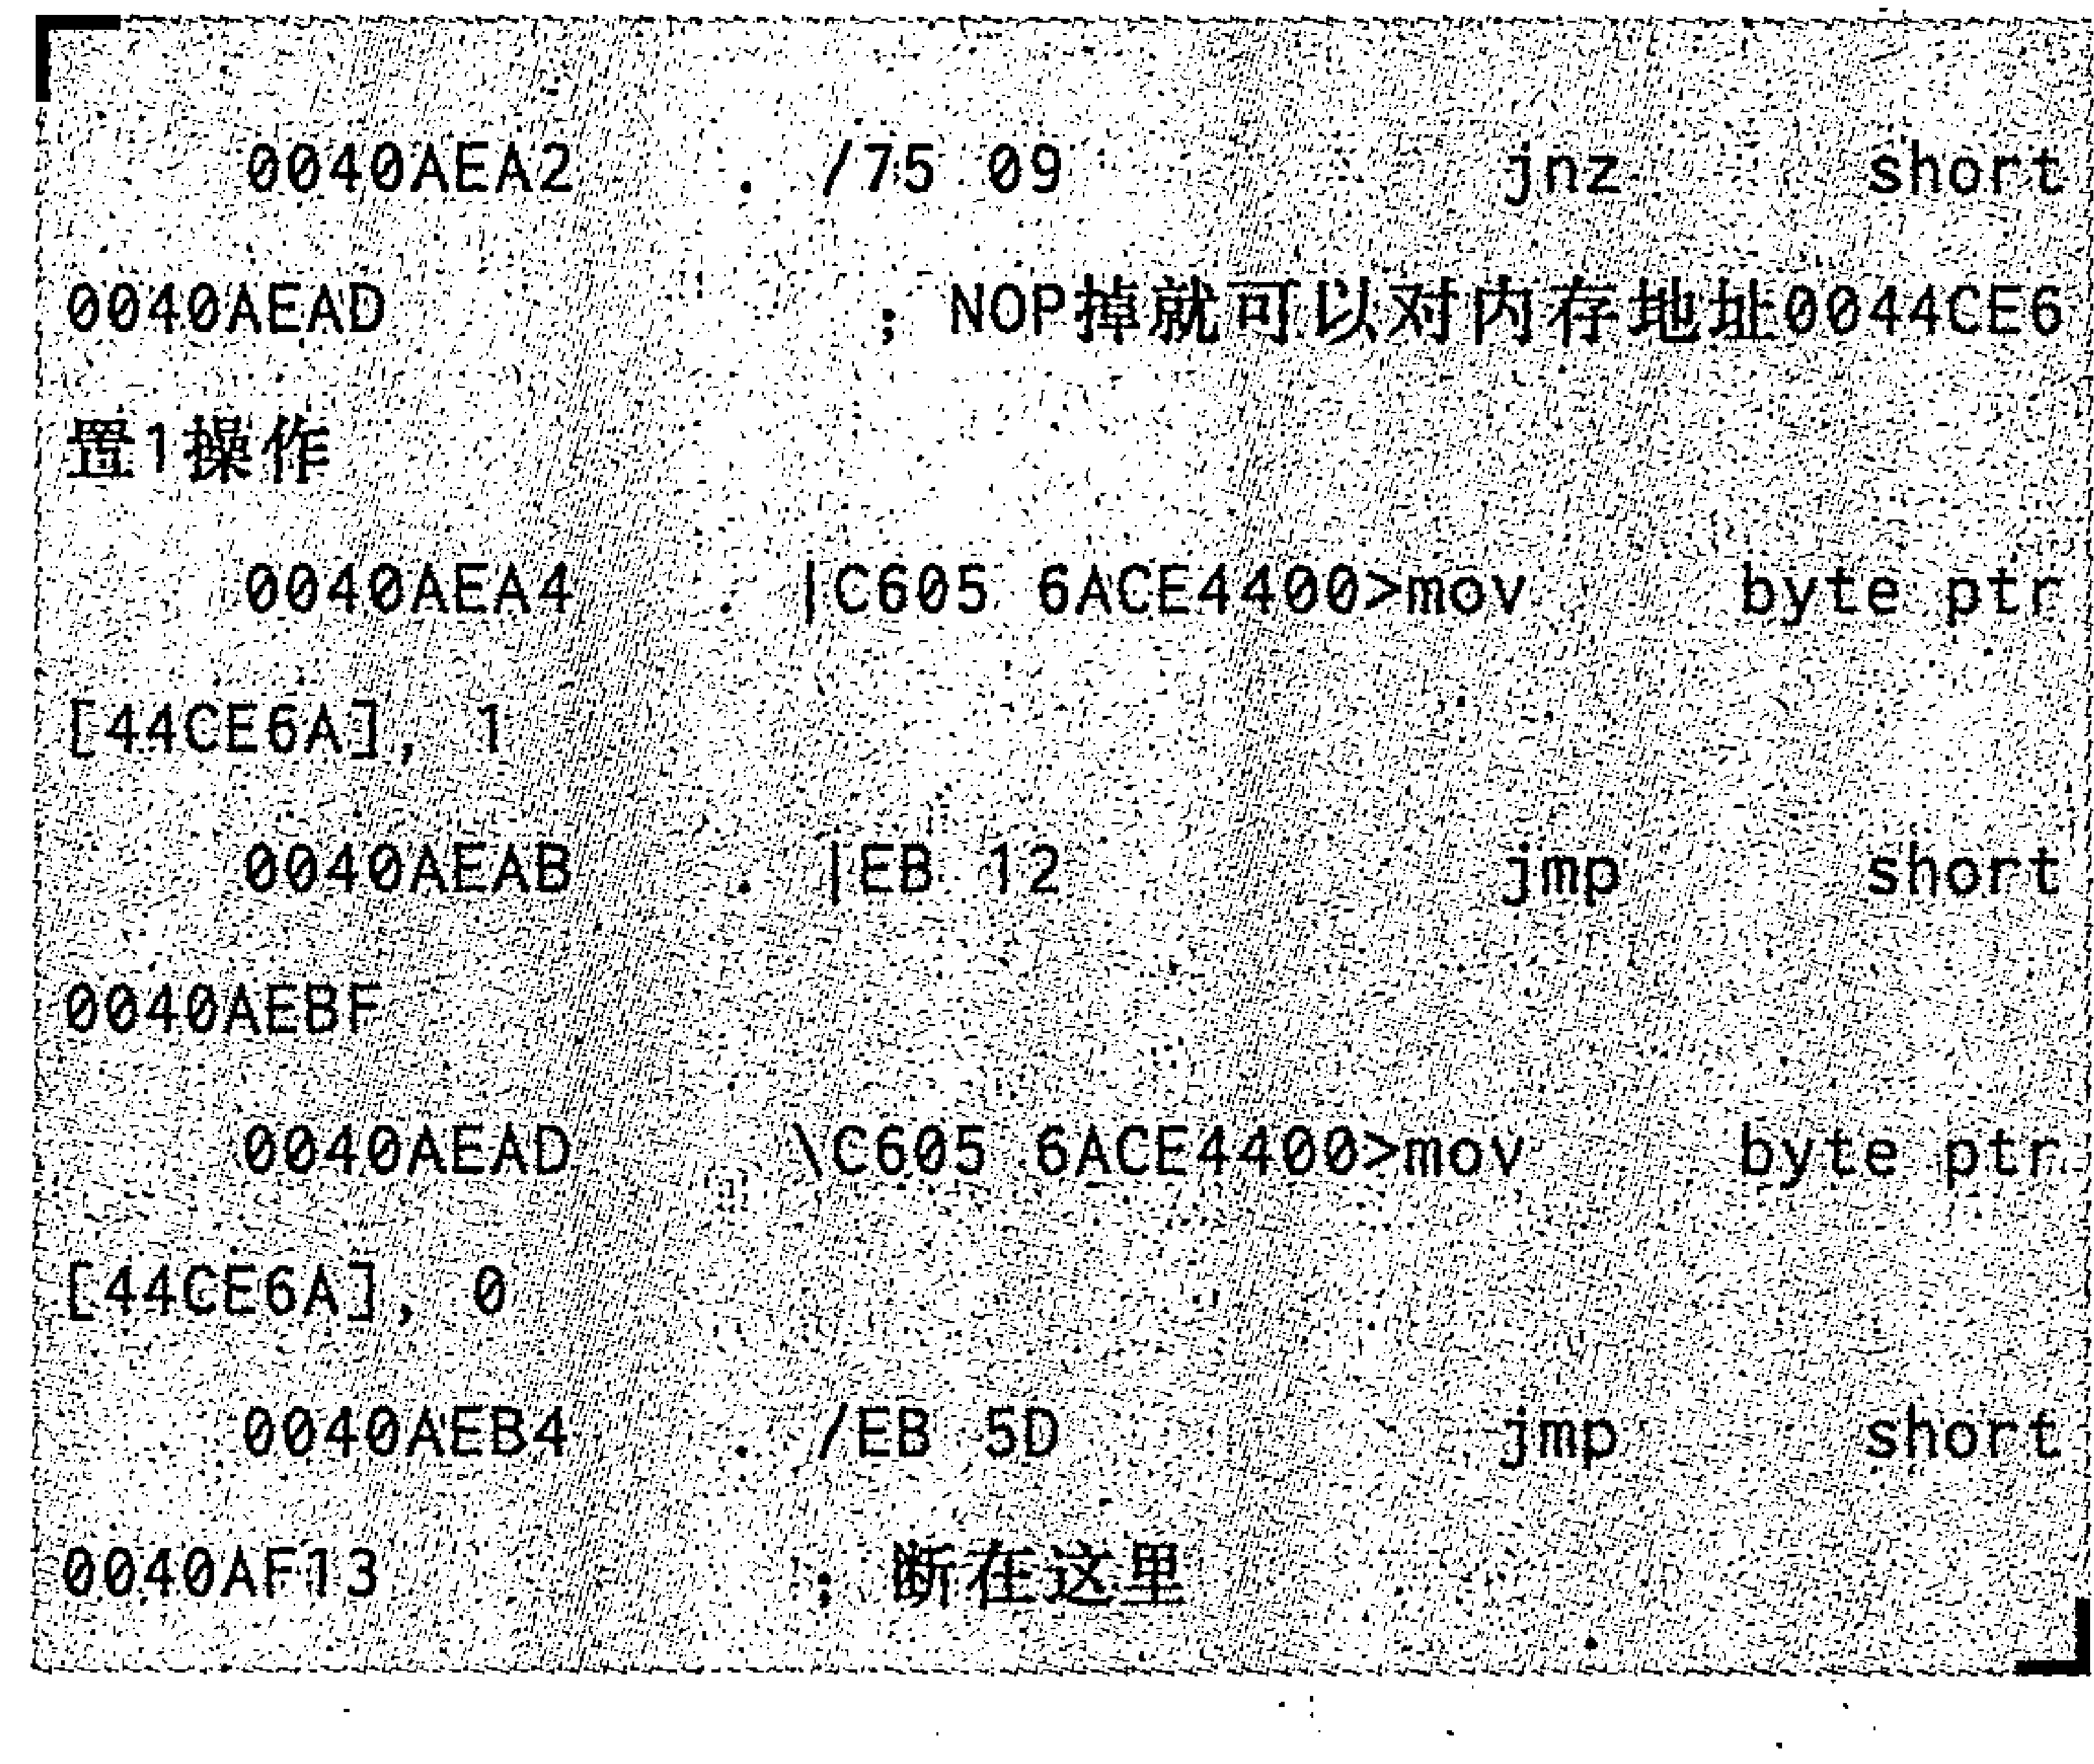 0040AEA2 . /75 09 jnz short
0040AEAD ; NOP掉就可以对内存地址0044CE6
置1操作
0040AEA4 . |C605 6ACE4400>mov byte ptr
[44CE6A], 1
0040AEAB . |EB 12 jmp short
0040AEBF
0040AEAD \C605 6ACE4400>mov byte ptr
[44CE6A], 0
0040AEB4 . /EB 5D jmp short
0040AF13 ; 断在这里